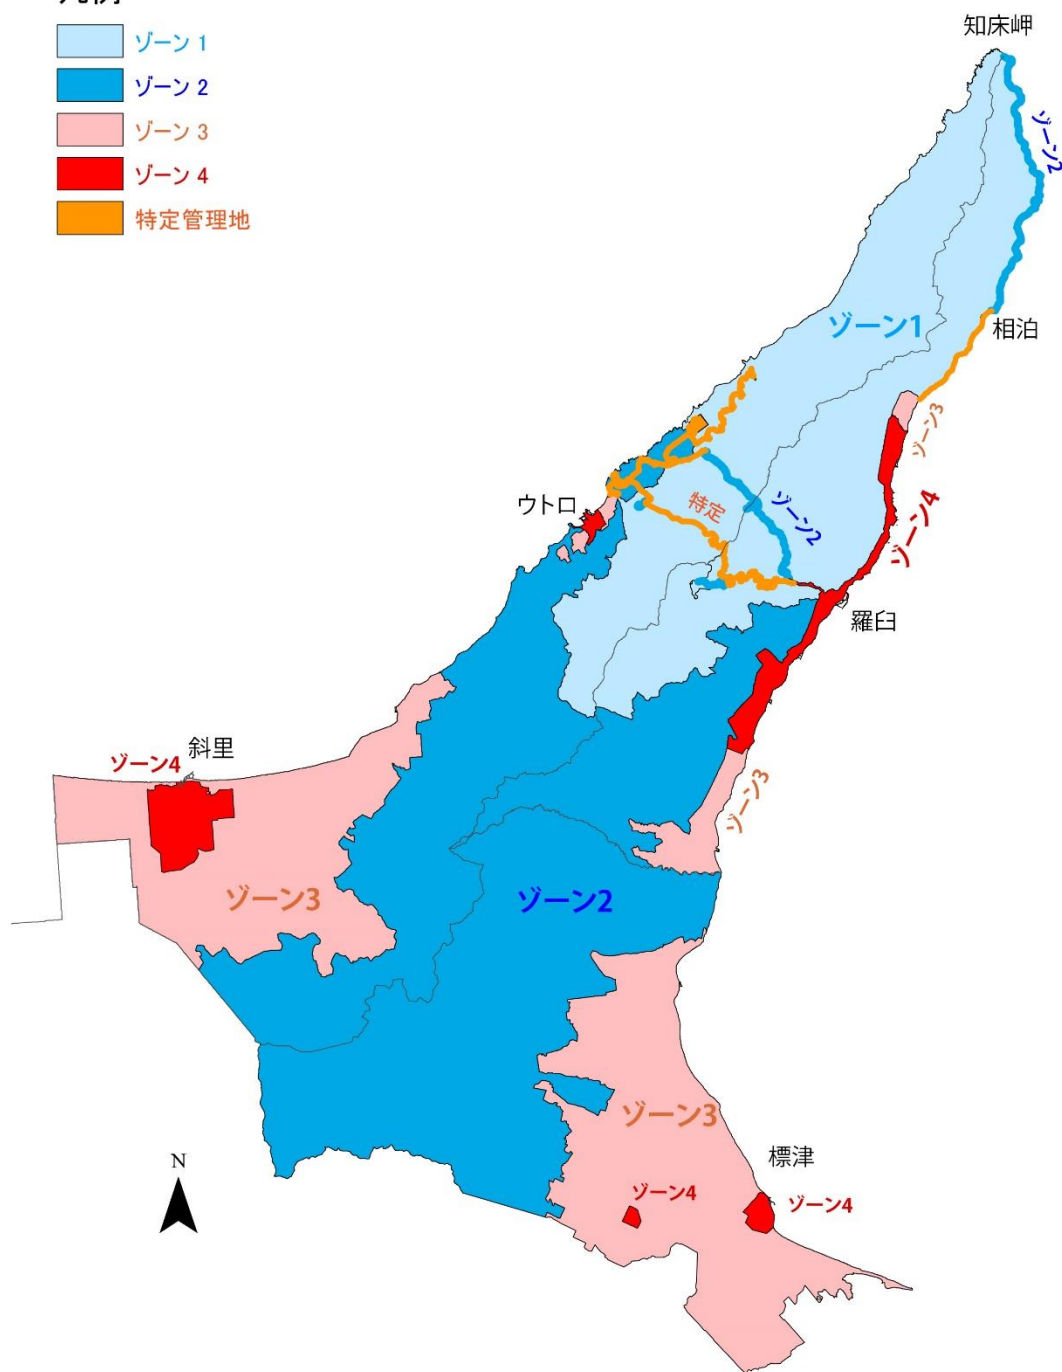 ゾーン 1
ゾーン 2
ゾーン 3
ゾーン 4
特定管理地
知床岬
ゾーン2
ゾーン1
相泊
ゾーン3
ウトロ
特定
ゾーン2
ゾーン4
羅臼
斜里
ゾーン4
ゾーン3
ゾーン3
ゾーン2
ゾーン3
標津
ゾーン4
ゾーン4
N